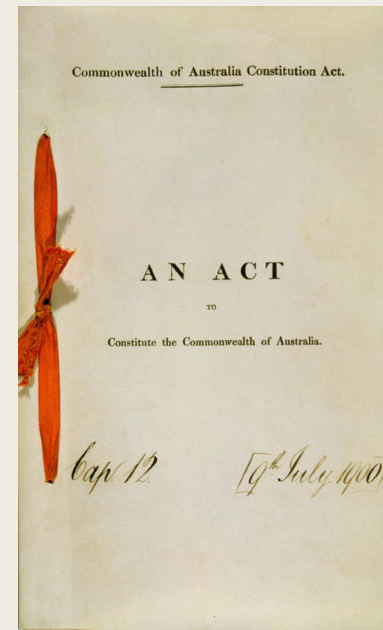 Commonwealth of Australia Constitution Act.
AN ACT
TO
Constitute the Commonwealth of Australia.
Cap. 12. [9th July 1900]